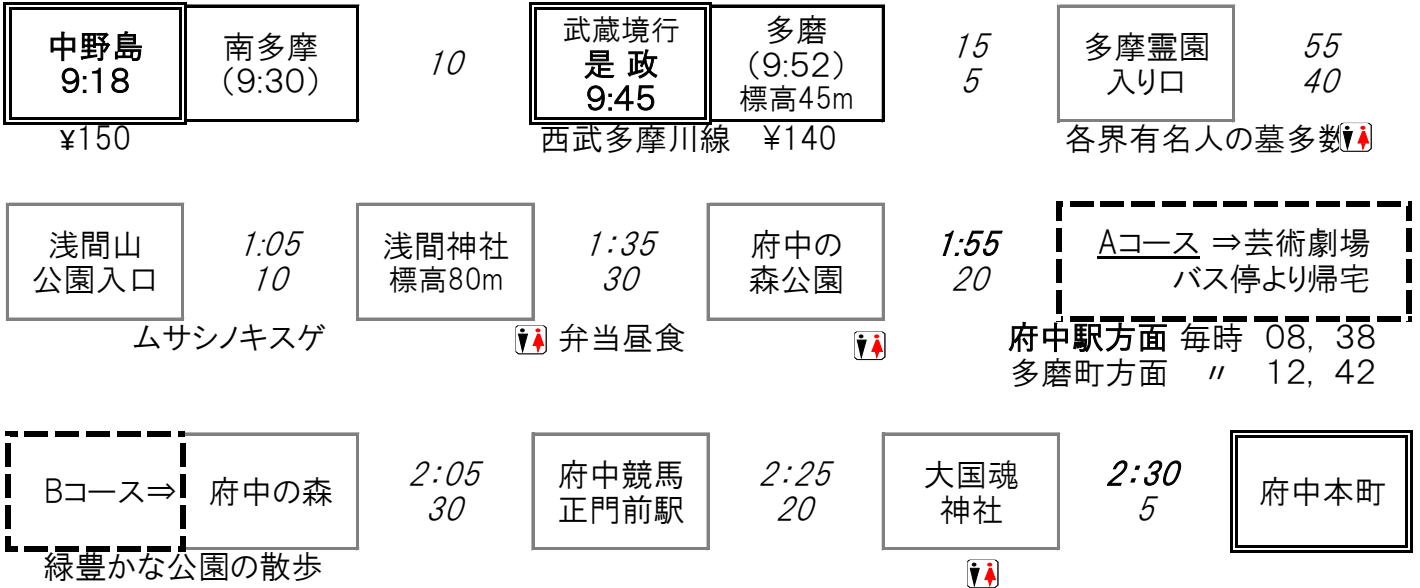 中野島
9:18
南多摩
(9:30)
10
武蔵境行
是 政
9:45
多磨
(9:52)
標高45m
15
5
多摩霊園
入り口
55
40
¥150
西武多摩川線 ¥140
各界有名人の墓多数
浅間山
公園入口
1:05
10
浅間神社
標高80m
1:35
30
府中の
森公園
1:55
20
Aコース ⇒芸術劇場
バス停より帰宅
ムサシノキスゲ
弁当昼食
府中駅方面 毎時 08, 38
多磨町方面 〃 12, 42
Bコース⇒
府中の森
2:05
30
府中競馬
正門前駅
2:25
20
大国魂
神社
2:30
5
府中本町
緑豊かな公園の散歩